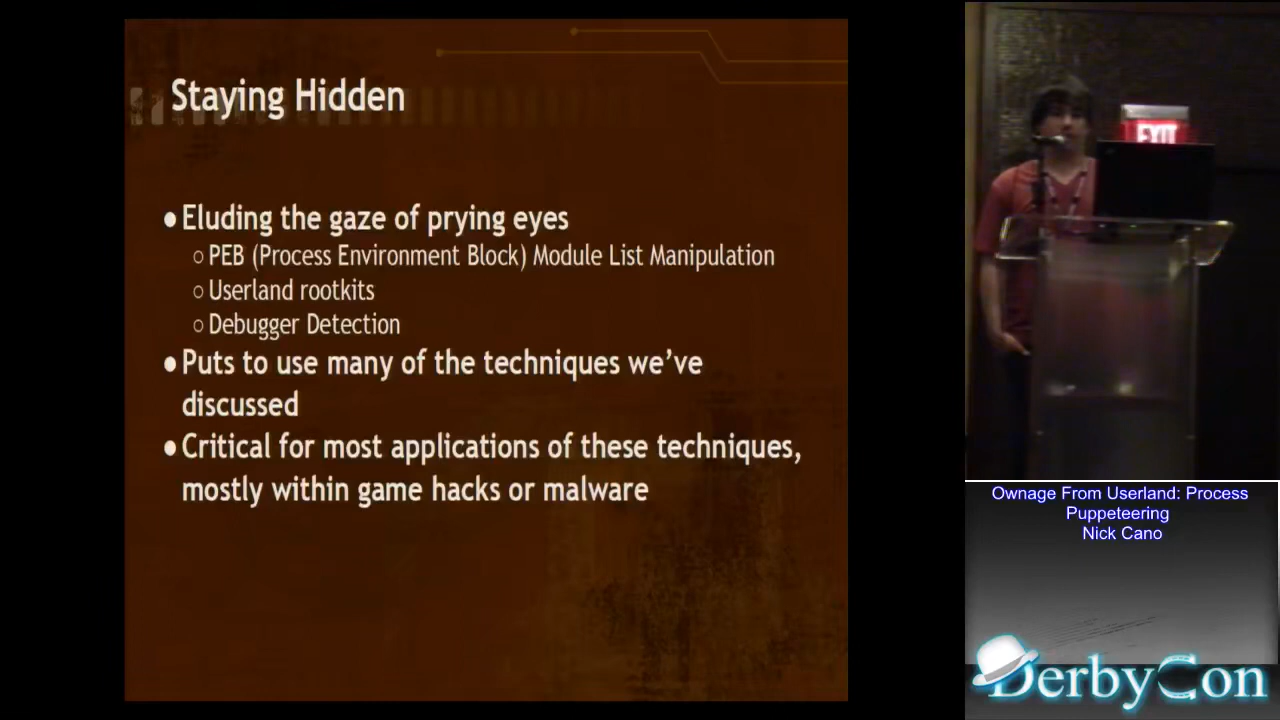 Staying Hidden
●Eluding the gaze of prying eyes
○PEB (Process Environment Block) Module List Manipulation
○Userland rootkits
○Debugger Detection
●Puts to use many of the techniques we've
discussed
●Critical for most applications of these techniques,
mostly within game hacks or malware
EXIT
Ownage From Userland: Process
Puppeteering
Nick Cano
DerbyCon